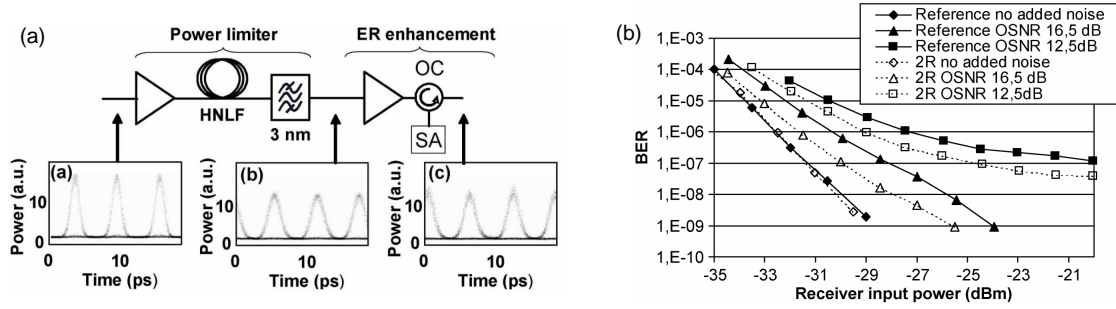 (a)
Power limiter
ER enhancement
OC
HNLF
3 nm
SA
(a)
Power (a.u.)
10
0
0
10
Time (ps)
(b)
Power (a.u.)
10
0
0
10
Time (ps)
(c)
Power (a.u.)
10
0
0
10
Time (ps)
(b)
Reference no added noise
Reference OSNR 16,5 dB
Reference OSNR 12,5dB
2R no added noise
2R OSNR 16,5 dB
2R OSNR 12,5dB
BER
1,E-03
1,E-04
1,E-05
1,E-06
1,E-07
1,E-08
1,E-09
1,E-10
-35 -33 -31 -29 -27 -25 -23 -21
Receiver input power (dBm)